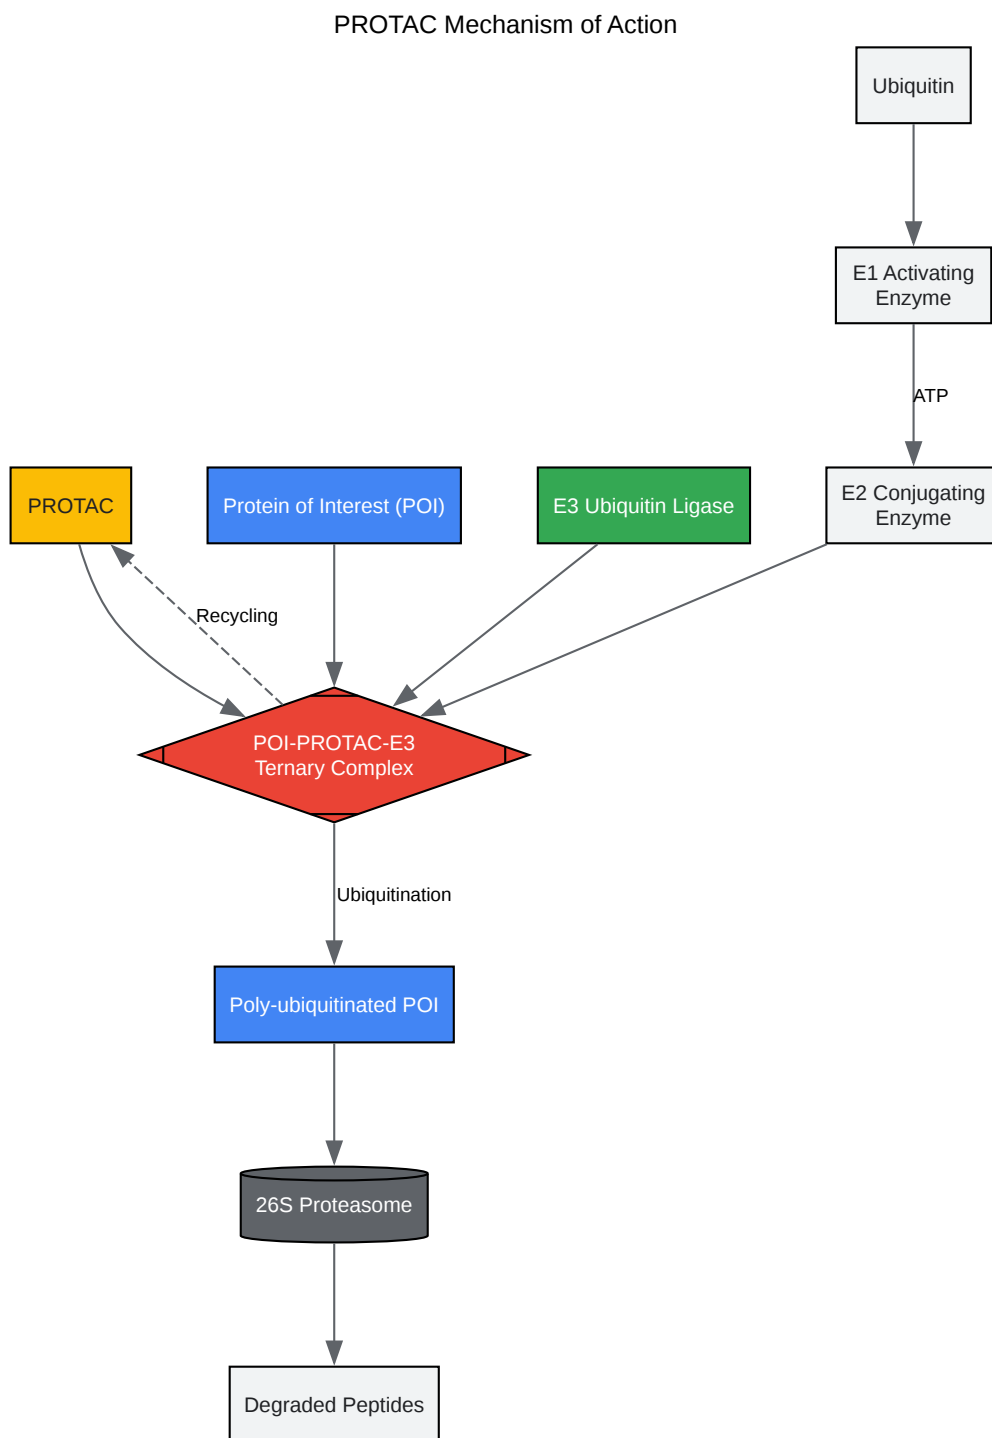 PROTAC Mechanism of Action
Ubiquitin
E1 Activating
Enzyme
ATP
PROTAC
Protein of Interest (POI)
E3 Ubiquitin Ligase
E2 Conjugating
Enzyme
Recycling
POI-PROTAC-E3
Ternary Complex
Ubiquitination
Poly-ubiquitinated POI
26S Proteasome
Degraded Peptides